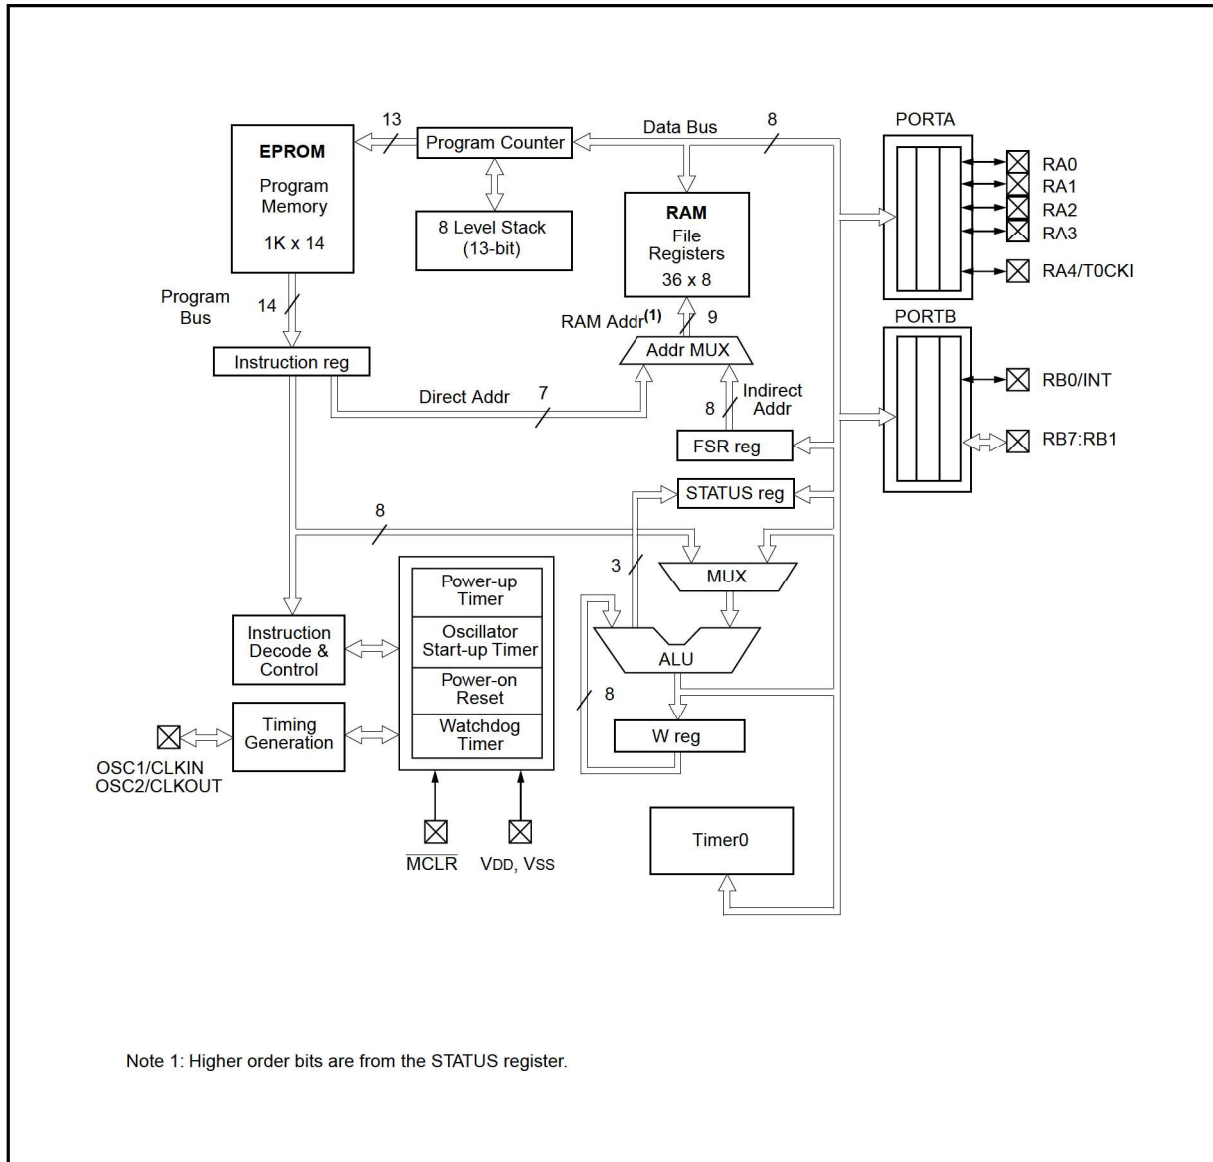 13
Data Bus
8
PORTA
EPROM
Program
Memory
1K x 14
Program Counter
8 Level Stack
(13-bit)
RAM
File
Registers
36 x 8
RA0
RA1
RA2
RA3
RA4/T0CKI
Program
Bus
14
RAM Addr(1)
9
PORTB
Instruction reg
Addr MUX
Direct Addr
7
8
Indirect
Addr
RB0/INT
FSR reg
RB7:RB1
STATUS reg
8
3
MUX
Power-up
Timer
Instruction
Decode &
Control
Oscillator
Start-up Timer
ALU
Power-on
Reset
8
Timing
Generation
Watchdog
Timer
W reg
OSC1/CLKIN
OSC2/CLKOUT
MCLR
VDD, VSS
Timer0
Note 1: Higher order bits are from the STATUS register.